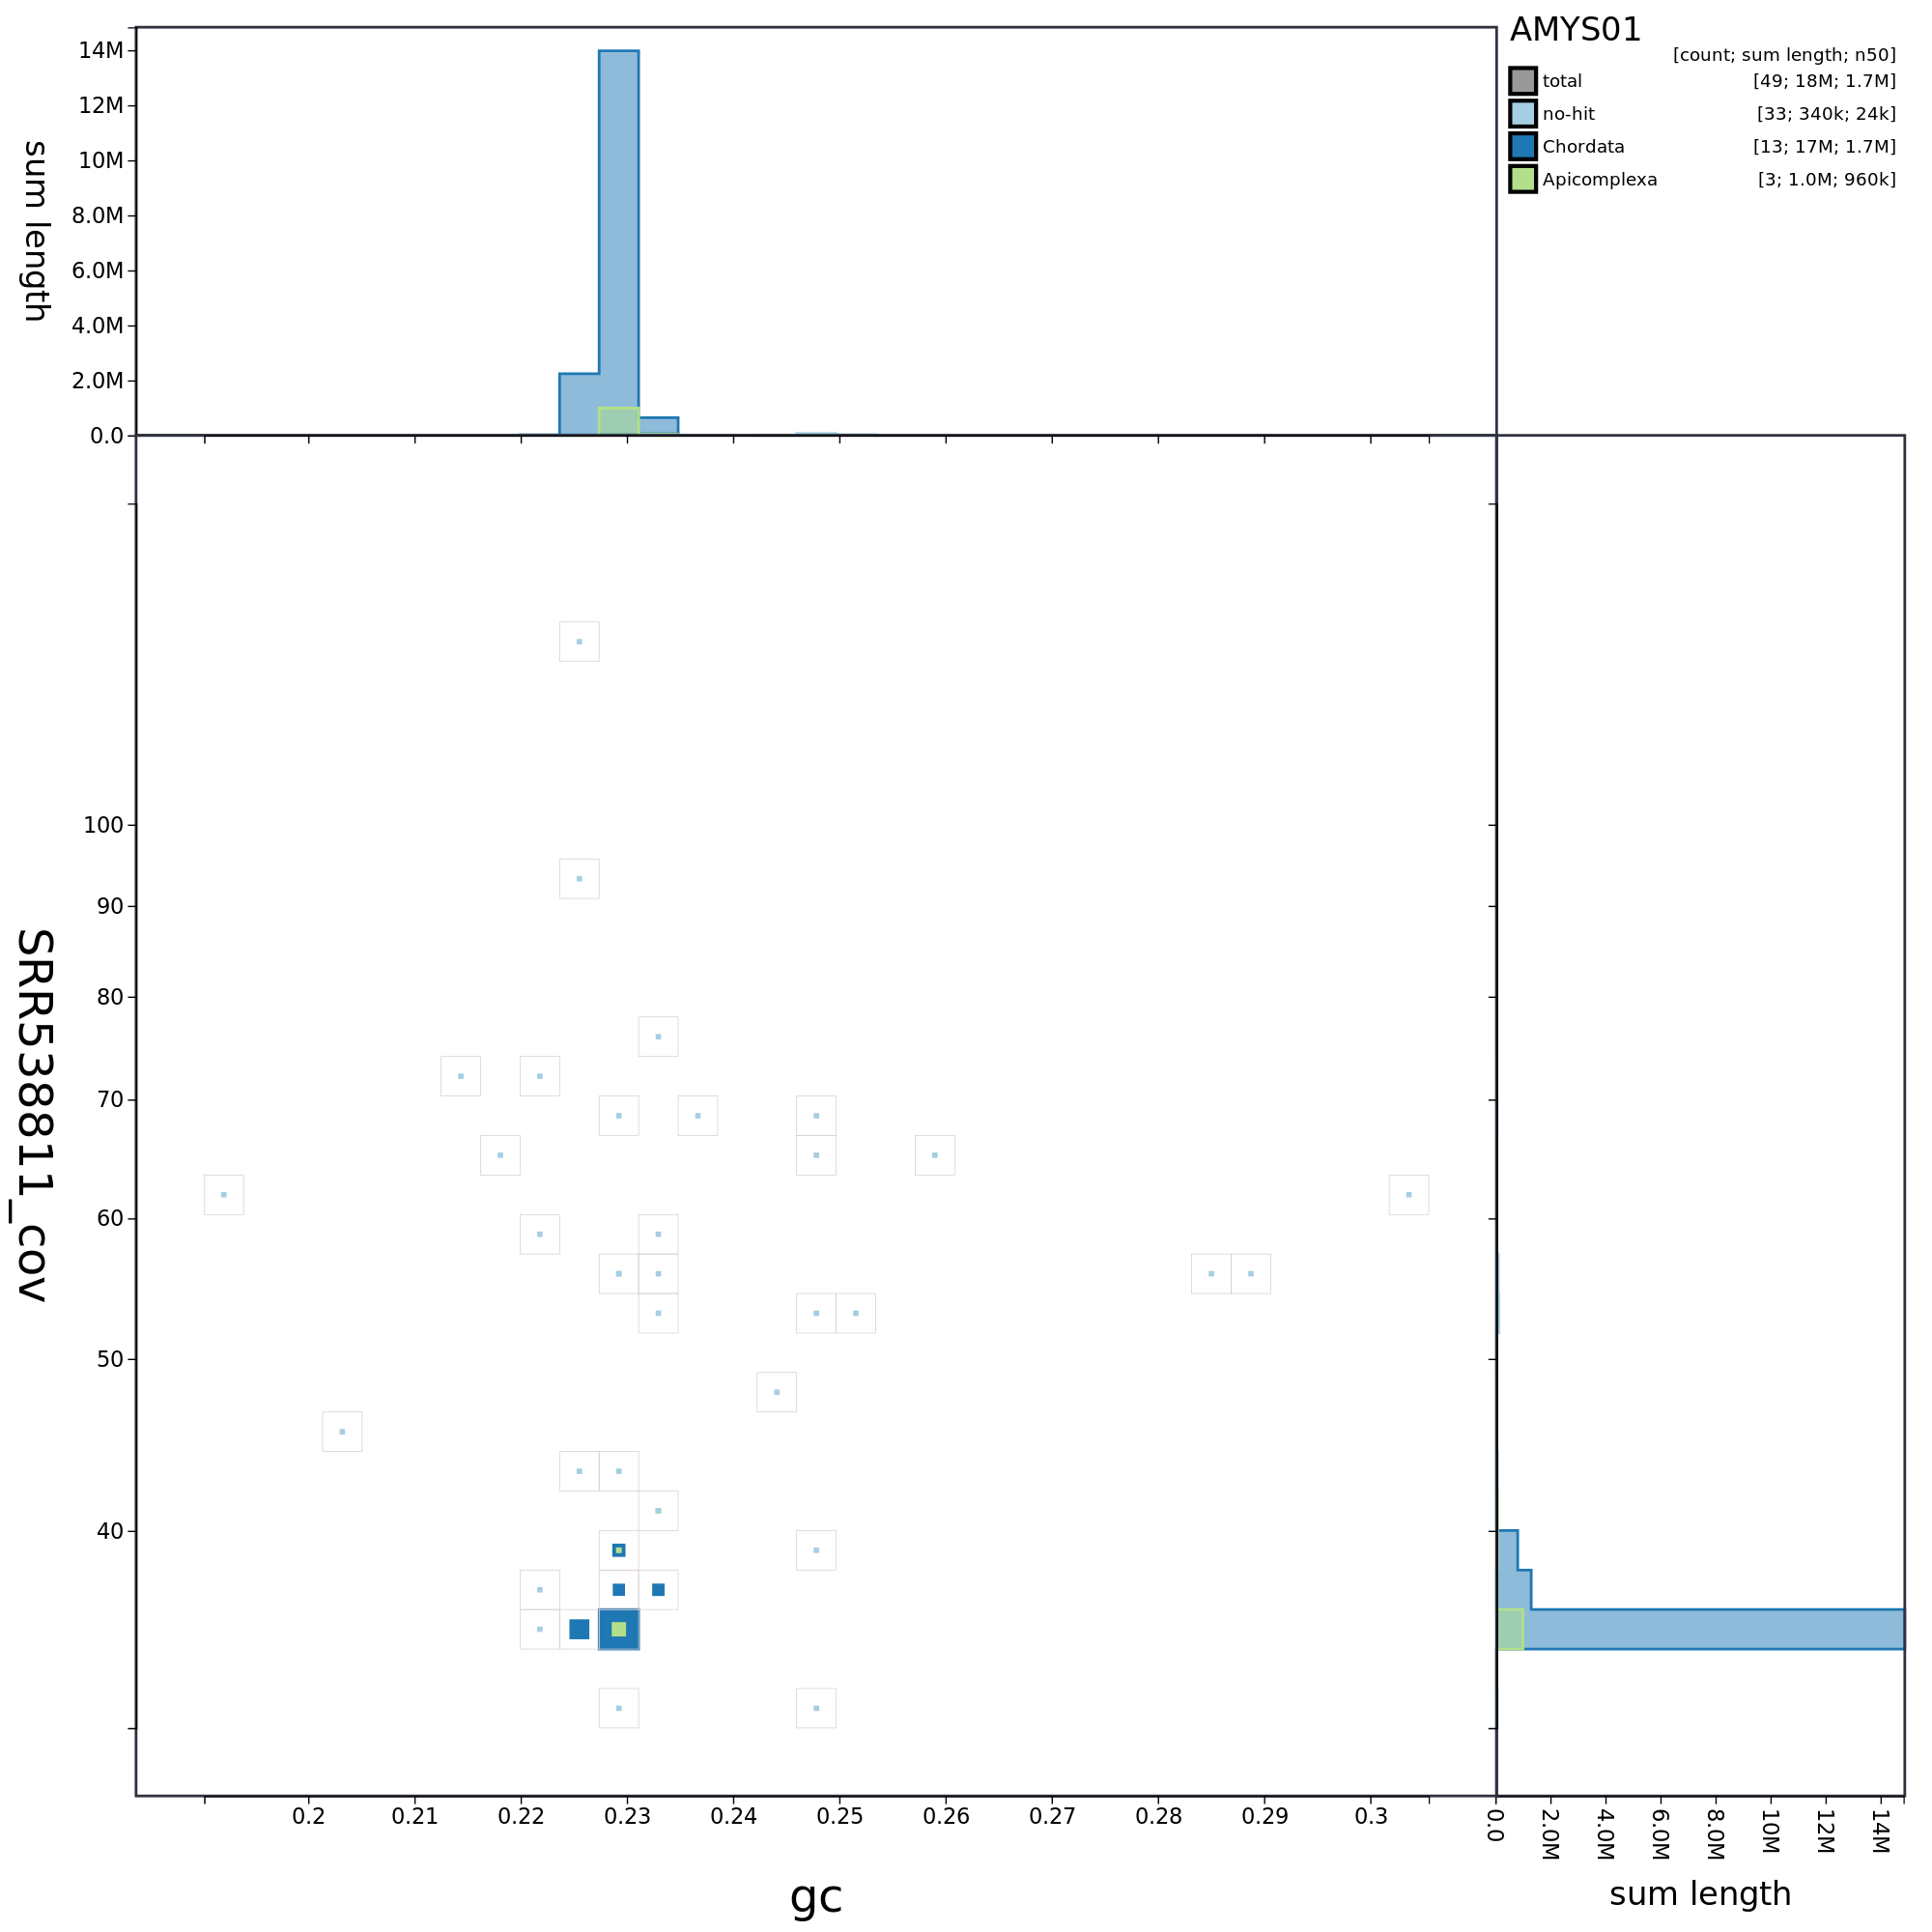 AMYS01
[count; sum length; n50]
total [49; 18M; 1.7M]
no-hit [33; 340k; 24k]
Chordata [13; 17M; 1.7M]
Apicomplexa [3; 1.0M; 960k]
sum length
14M
12M
10M
8.0M
6.0M
4.0M
2.0M
0.0
SRR538811_cov
100
90
80
70
60
50
40
0.2 0.21 0.22 0.23 0.24 0.25 0.26 0.27 0.28 0.29 0.3
gc
0.0 2.0M 4.0M 6.0M 8.0M 10M 12M 14M
sum length